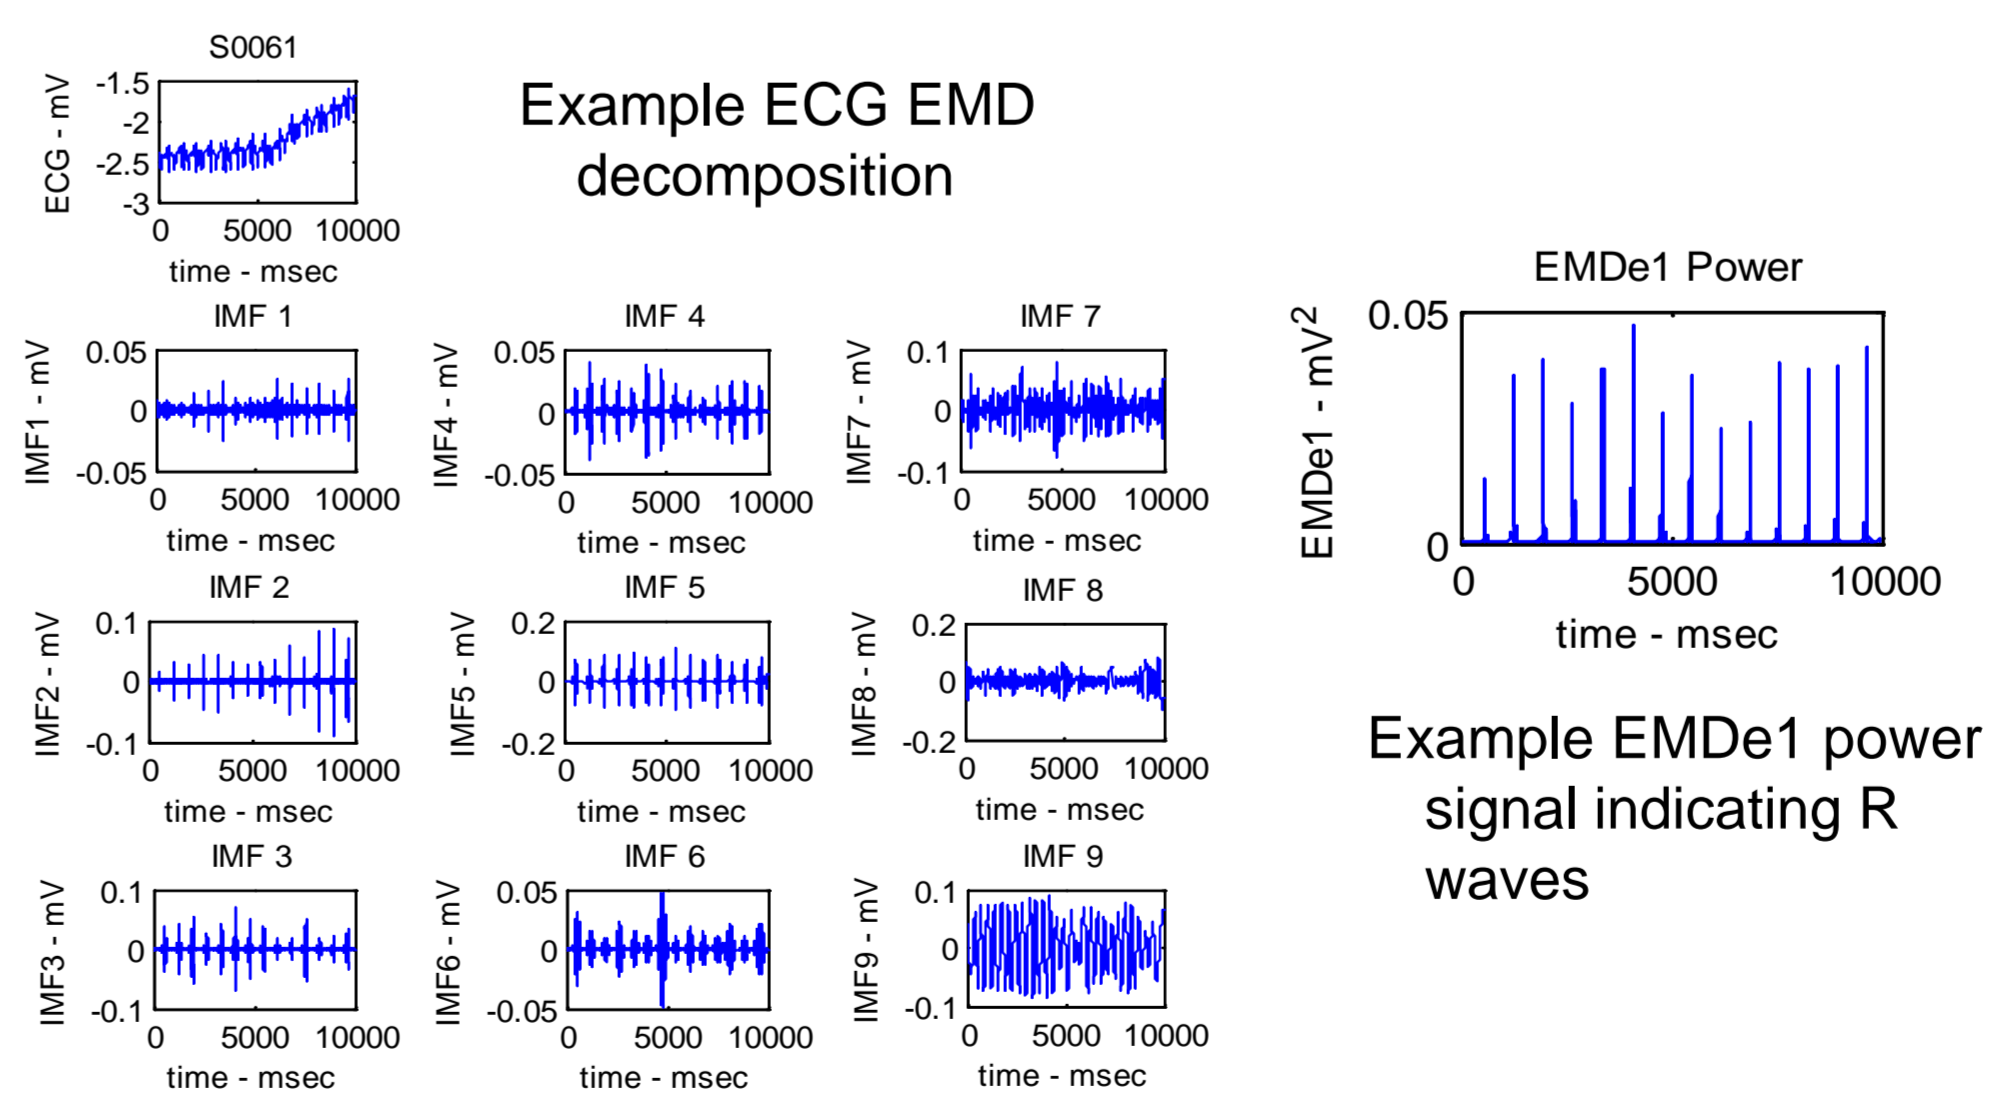 S0061
ECG - mV
-1.5
-2
-2.5
-3
0 5000 10000
time - msec
Example ECG EMD
decomposition
IMF 1
IMF1 - mV
0.05
0
-0.05
0 5000 10000
time - msec
IMF 4
IMF4 - mV
0.05
0
-0.05
0 5000 10000
time - msec
IMF 7
IMF7 - mV
0.1
0
-0.1
0 5000 10000
time - msec
IMF 2
IMF2 - mV
0.1
0
-0.1
0 5000 10000
time - msec
IMF 5
IMF5 - mV
0.2
0
-0.2
0 5000 10000
time - msec
IMF 8
IMF8 - mV
0.2
0
-0.2
0 5000 10000
time - msec
IMF 3
IMF3 - mV
0.1
0
-0.1
0 5000 10000
time - msec
IMF 6
IMF6 - mV
0.05
0
-0.05
0 5000 10000
time - msec
IMF 9
IMF9 - mV
0.1
0
-0.1
0 5000 10000
time - msec
EMDe1 Power
EMDe1 - mV²
0.05
0
0 5000 10000
time - msec
Example EMDe1 power
signal indicating R
waves